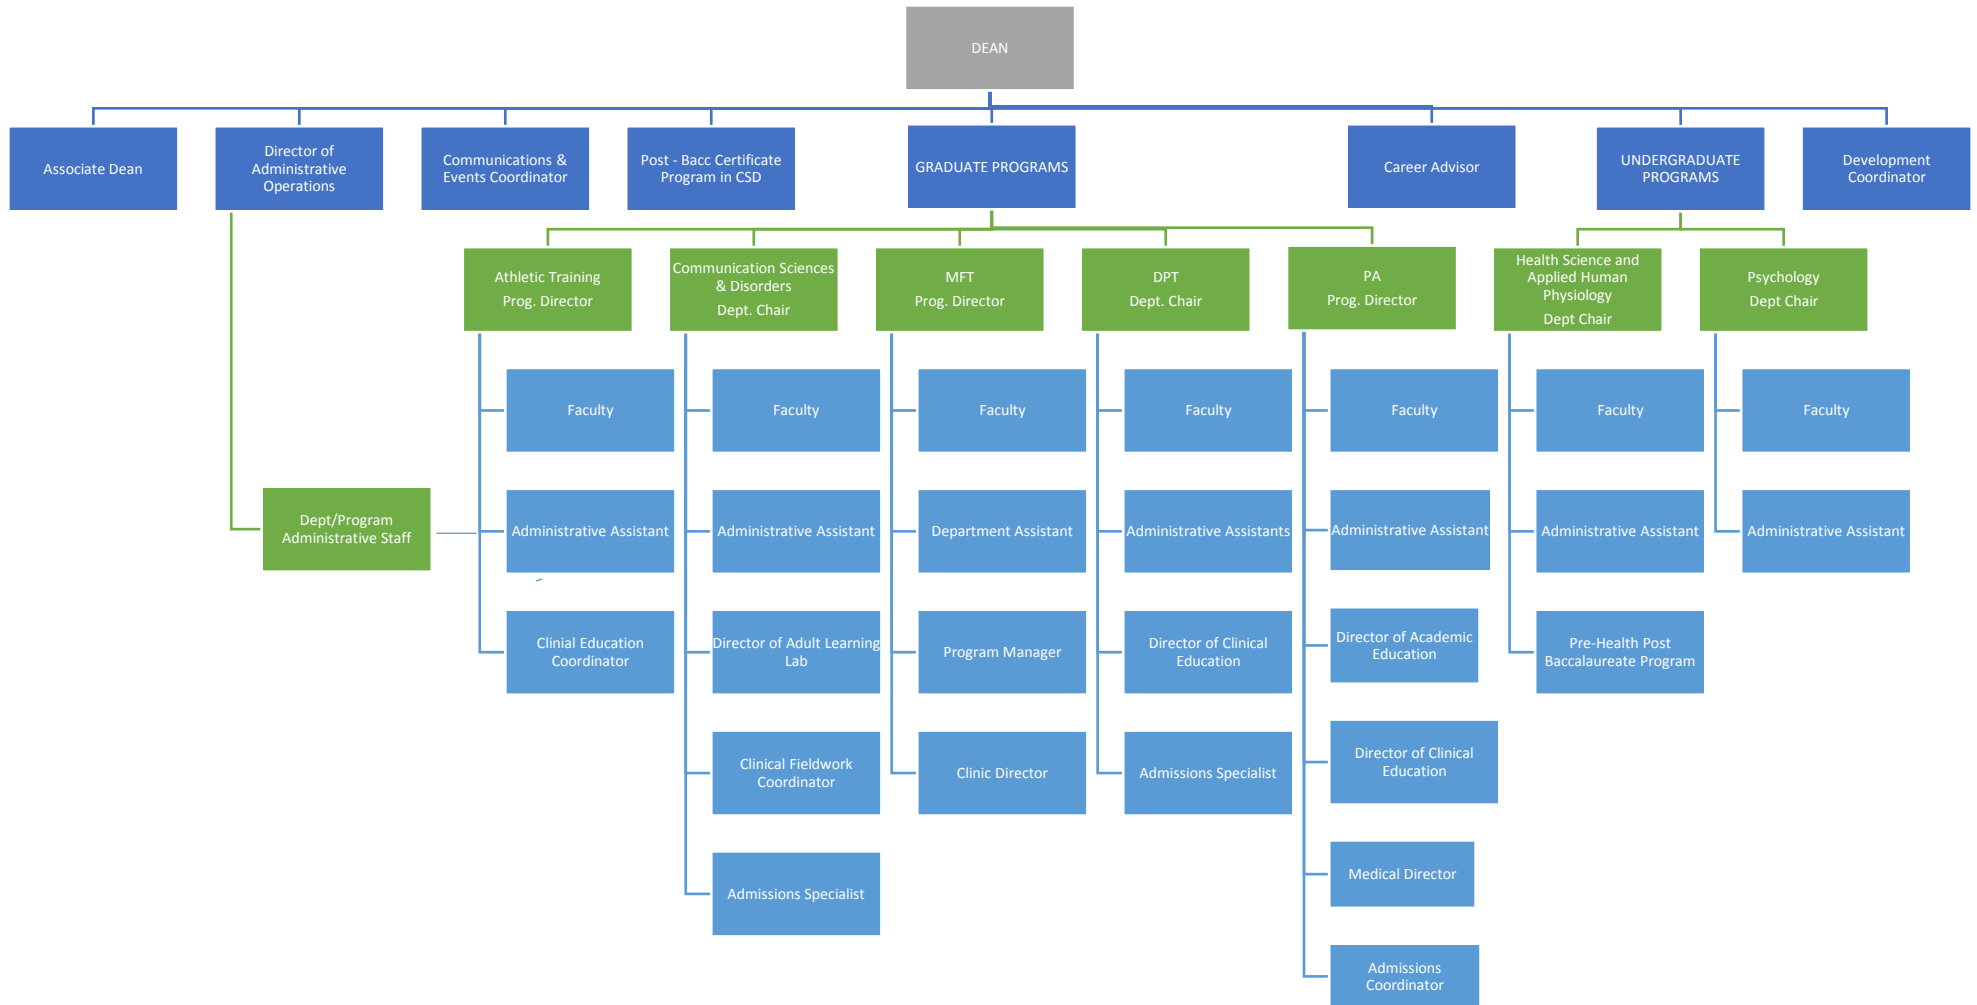 DEAN
Associate Dean
Director of
Administrative
Operations
Communications &
Events Coordinator
Post - Bacc Certificate
Program in CSD
GRADUATE PROGRAMS
Career Advisor
UNDERGRADUATE
PROGRAMS
Development
Coordinator
Athletic Training
Prog. Director
Communication Sciences
& Disorders
Dept. Chair
MFT
Prog. Director
DPT
Dept. Chair
PA
Prog. Director
Health Science and
Applied Human
Physiology
Dept Chair
Psychology
Dept Chair
Faculty
Faculty
Faculty
Faculty
Faculty
Faculty
Faculty
Dept/Program
Administrative Staff
Administrative Assistant
Administrative Assistant
Department Assistant
Administrative Assistants
Administrative Assistant
Administrative Assistant
Administrative Assistant
Clinial Education
Coordinator
Director of Adult Learning
Lab
Program Manager
Director of Clinical
Education
Director of Academic
Education
Pre-Health Post
Baccalaureate Program
Clinical Fieldwork
Coordinator
Clinic Director
Admissions Specialist
Director of Clinical
Education
Admissions Specialist
Medical Director
Admissions
Coordinator